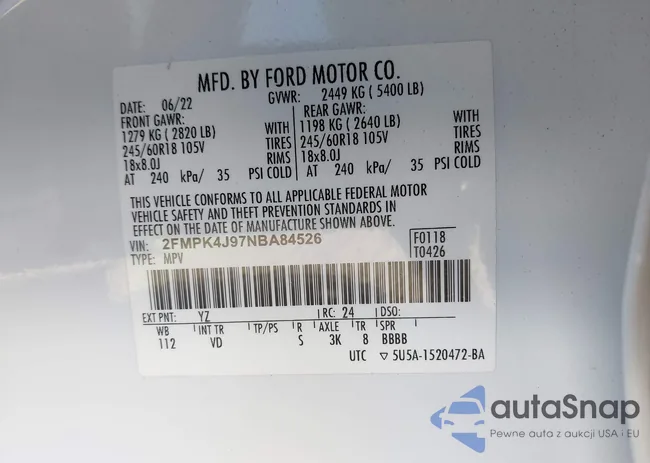 MFD. BY FORD MOTOR CO.
DATE: 06/22 GVWR: 2449 KG ( 5400 LB)
FRONT GAWR: REAR GAWR:
1279 KG ( 2820 LB) WITH 1198 KG ( 2640 LB) WITH
245/60R18 105V TIRES 245/60R18 105V TIRES
18x8.0J RIMS 18x8.0J RIMS
AT 240 kPa/ 35 PSI COLD AT 240 kPa/ 35 PSI COLD
THIS VEHICLE CONFORMS TO ALL APPLICABLE FEDERAL MOTOR
VEHICLE SAFETY AND THEFT PREVENTION STANDARDS IN
EFFECT ON THE DATE OF MANUFACTURE SHOWN ABOVE.
VIN: 2FMPK4J97NBA84526 F0118
TYPE: MPV T0426
EXT PNT: YZ RC: 24 DSO:
WB INT TR TP/PS R AXLE TR SPR
112 VD S 3K 8 BBBB
UTC ▽ 5U5A-1520472-BA
autaSnap
Pewne auta z aukcji USA i EU